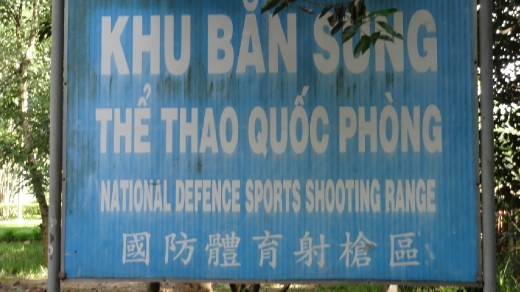 KHU BẮN SÚNG
THỂ THAO QUỐC PHÒNG
NATIONAL DEFENCE SPORTS SHOOTING RANGE
國防體育射槍區